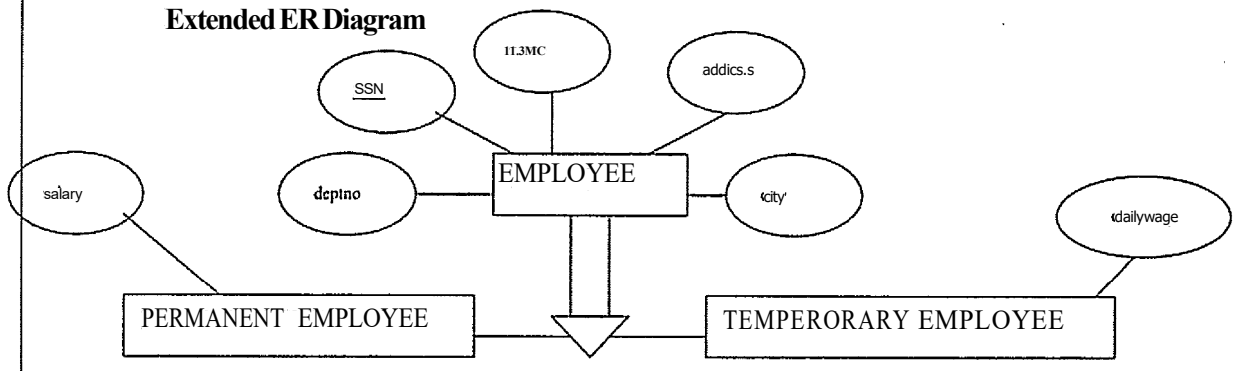 Extended ER Diagram
11.3MC
addics.s
SSN
EMPLOYEE
deptno
'city'
salary
dailywage
PERMANENT EMPLOYEE
TEMPERORARY EMPLOYEE